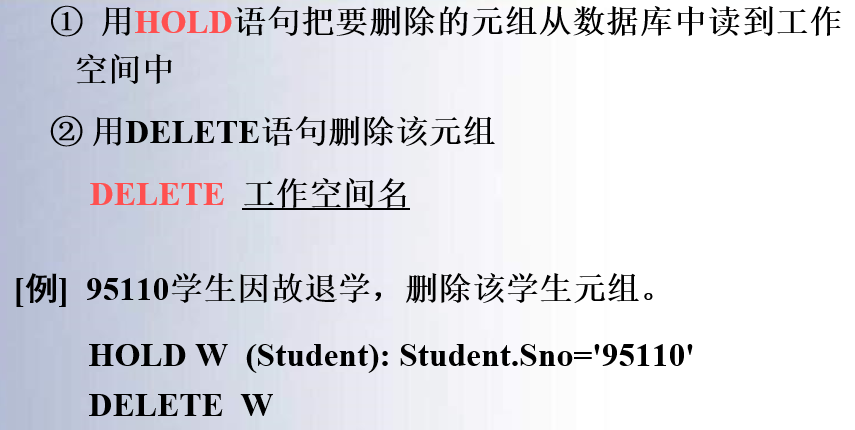 ① 用HOLD语句把要删除的元组从数据库中读到工作
空间中
② 用DELETE语句删除该元组
DELETE 工作空间名
[例] 95110学生因故退学，删除该学生元组。
HOLD W (Student): Student.Sno='95110'
DELETE W